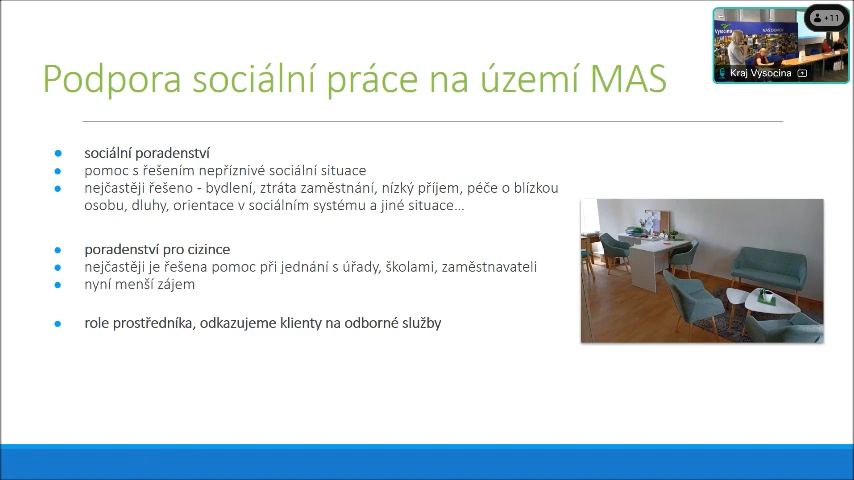 Podpora sociální práce na území MAS
sociální poradenství
pomoc s řešením nepříznivé sociální situace
nejčastěji řešeno - bydlení, ztráta zaměstnání, nízký příjem, péče o blízkou
osobu, dluhy, orientace v sociálním systému a jiné situace...
poradenství pro cizince
nejčastěji je řešena pomoc při jednání s úřady, školami, zaměstnavateli
nyní menší zájem
role prostředníka, odkazujeme klienty na odborné služby
+11
Vysočina
Kraj Vysočina